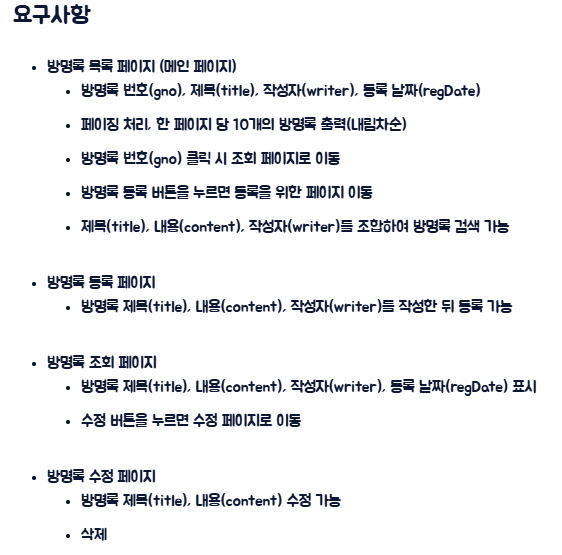 요구사항
방명록 목록 페이지 (메인 페이지)
방명록 번호(gno), 제목(title), 작성자(writer), 등록 날짜(regDate)
페이징 처리, 한 페이지 당 10개의 방명록 출력(내림차순)
방명록 번호(gno) 클릭 시 조회 페이지로 이동
방명록 등록 버튼을 누르면 등록을 위한 페이지 이동
제목(title), 내용(content), 작성자(writer)를 조합하여 방명록 검색 가능
방명록 등록 페이지
방명록 제목(title), 내용(content), 작성자(writer)를 작성한 뒤 등록 가능
방명록 조회 페이지
방명록 제목(title), 내용(content), 작성자(writer), 등록 날짜(regDate) 표시
수정 버튼을 누르면 수정 페이지로 이동
방명록 수정 페이지
방명록 제목(title), 내용(content) 수정 가능
삭제